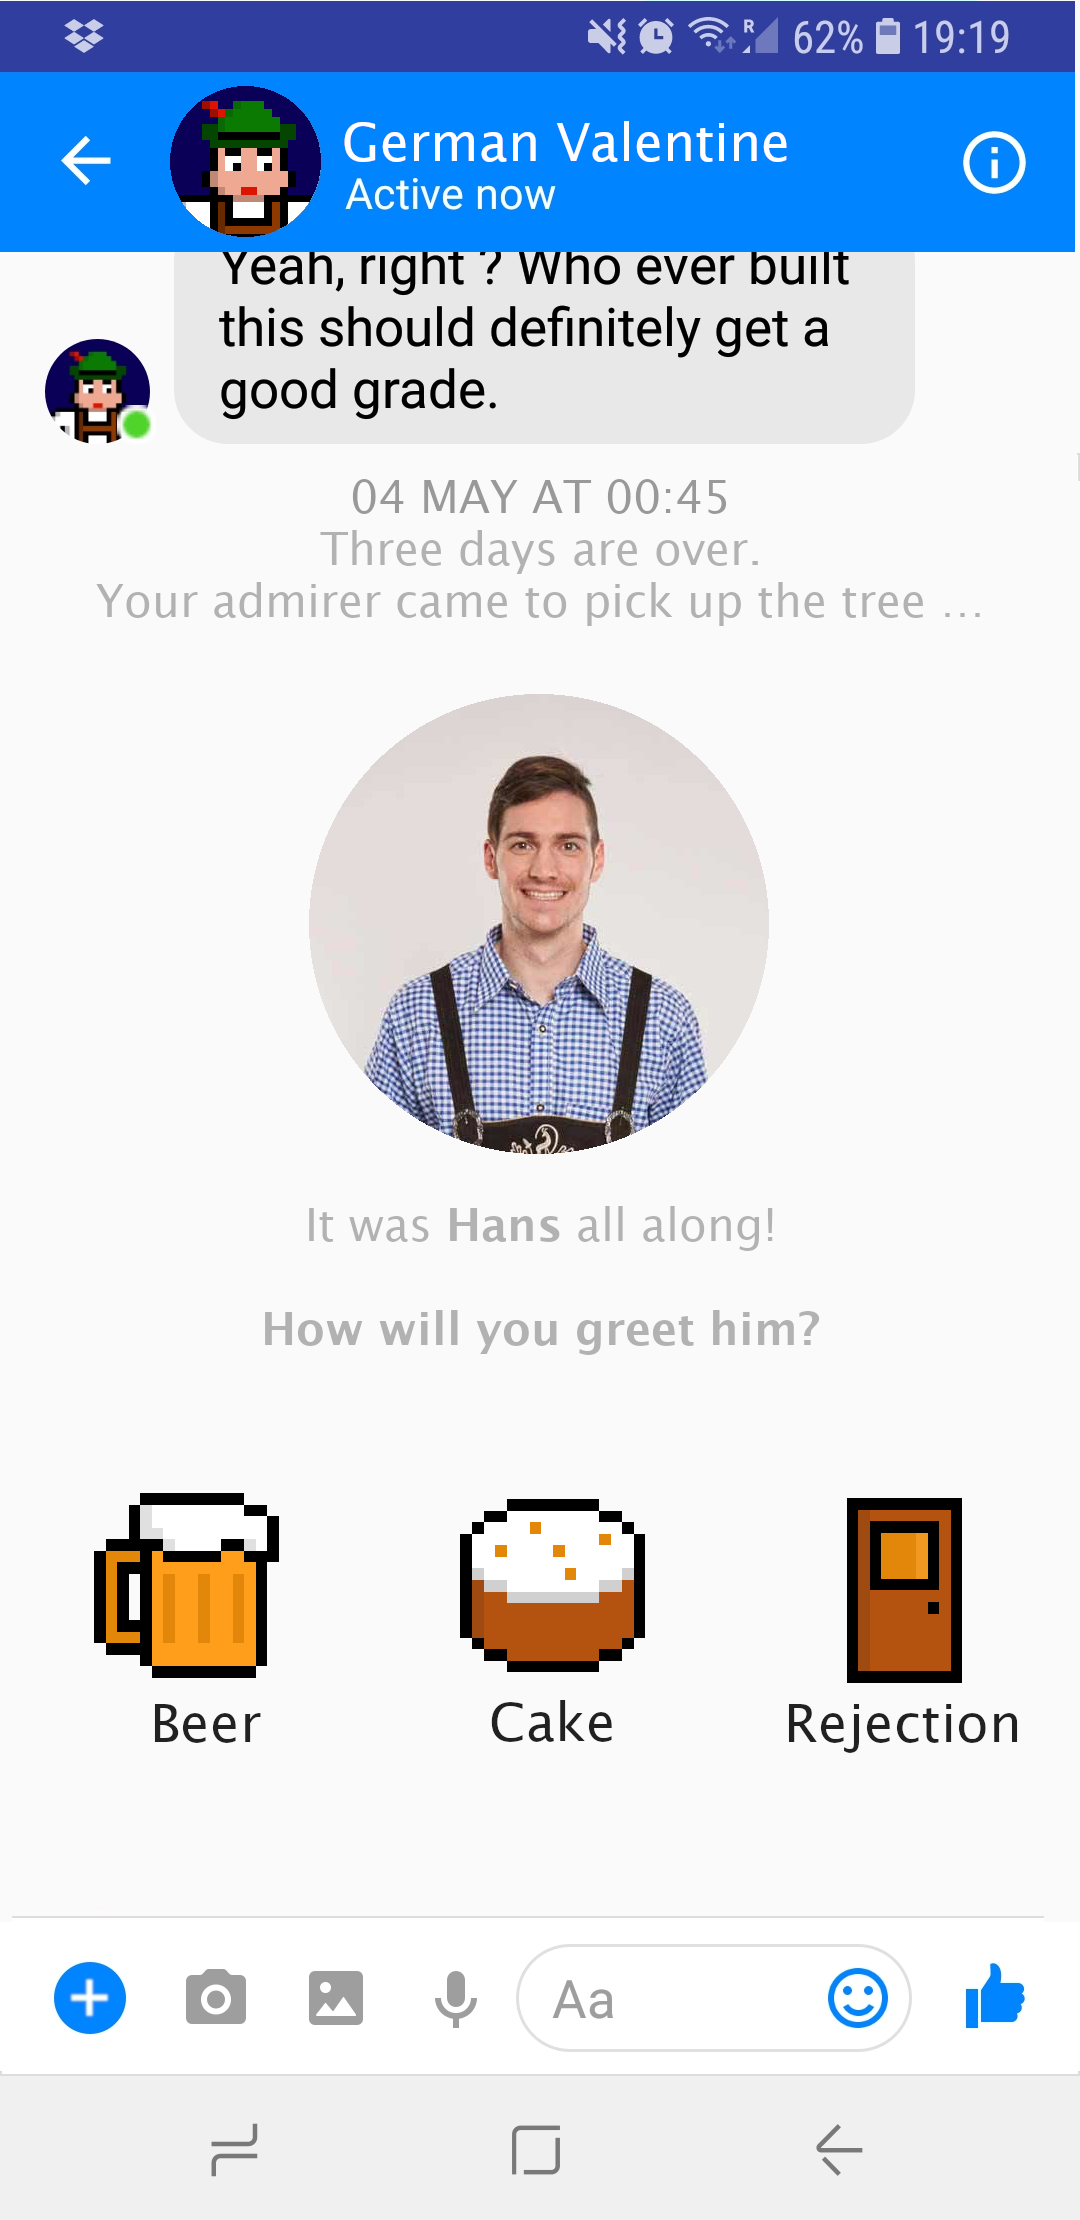 R 62% 19:19
German Valentine
Active now
Yeah, right ? Who ever built
this should definitely get a
good grade.
04 MAY AT 00:45
Three days are over.
Your admirer came to pick up the tree ...
It was Hans all along!
How will you greet him?
Beer Cake Rejection
Aa